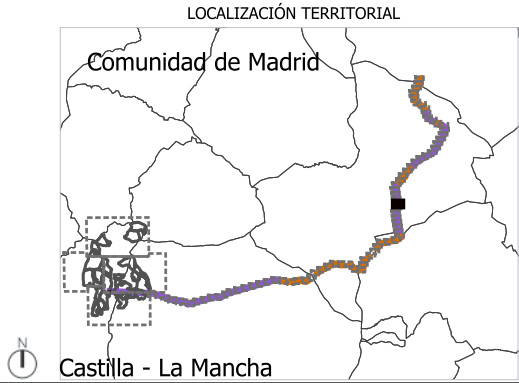 LOCALIZACIÓN TERRITORIAL
Comunidad de Madrid
N
Castilla - La Mancha